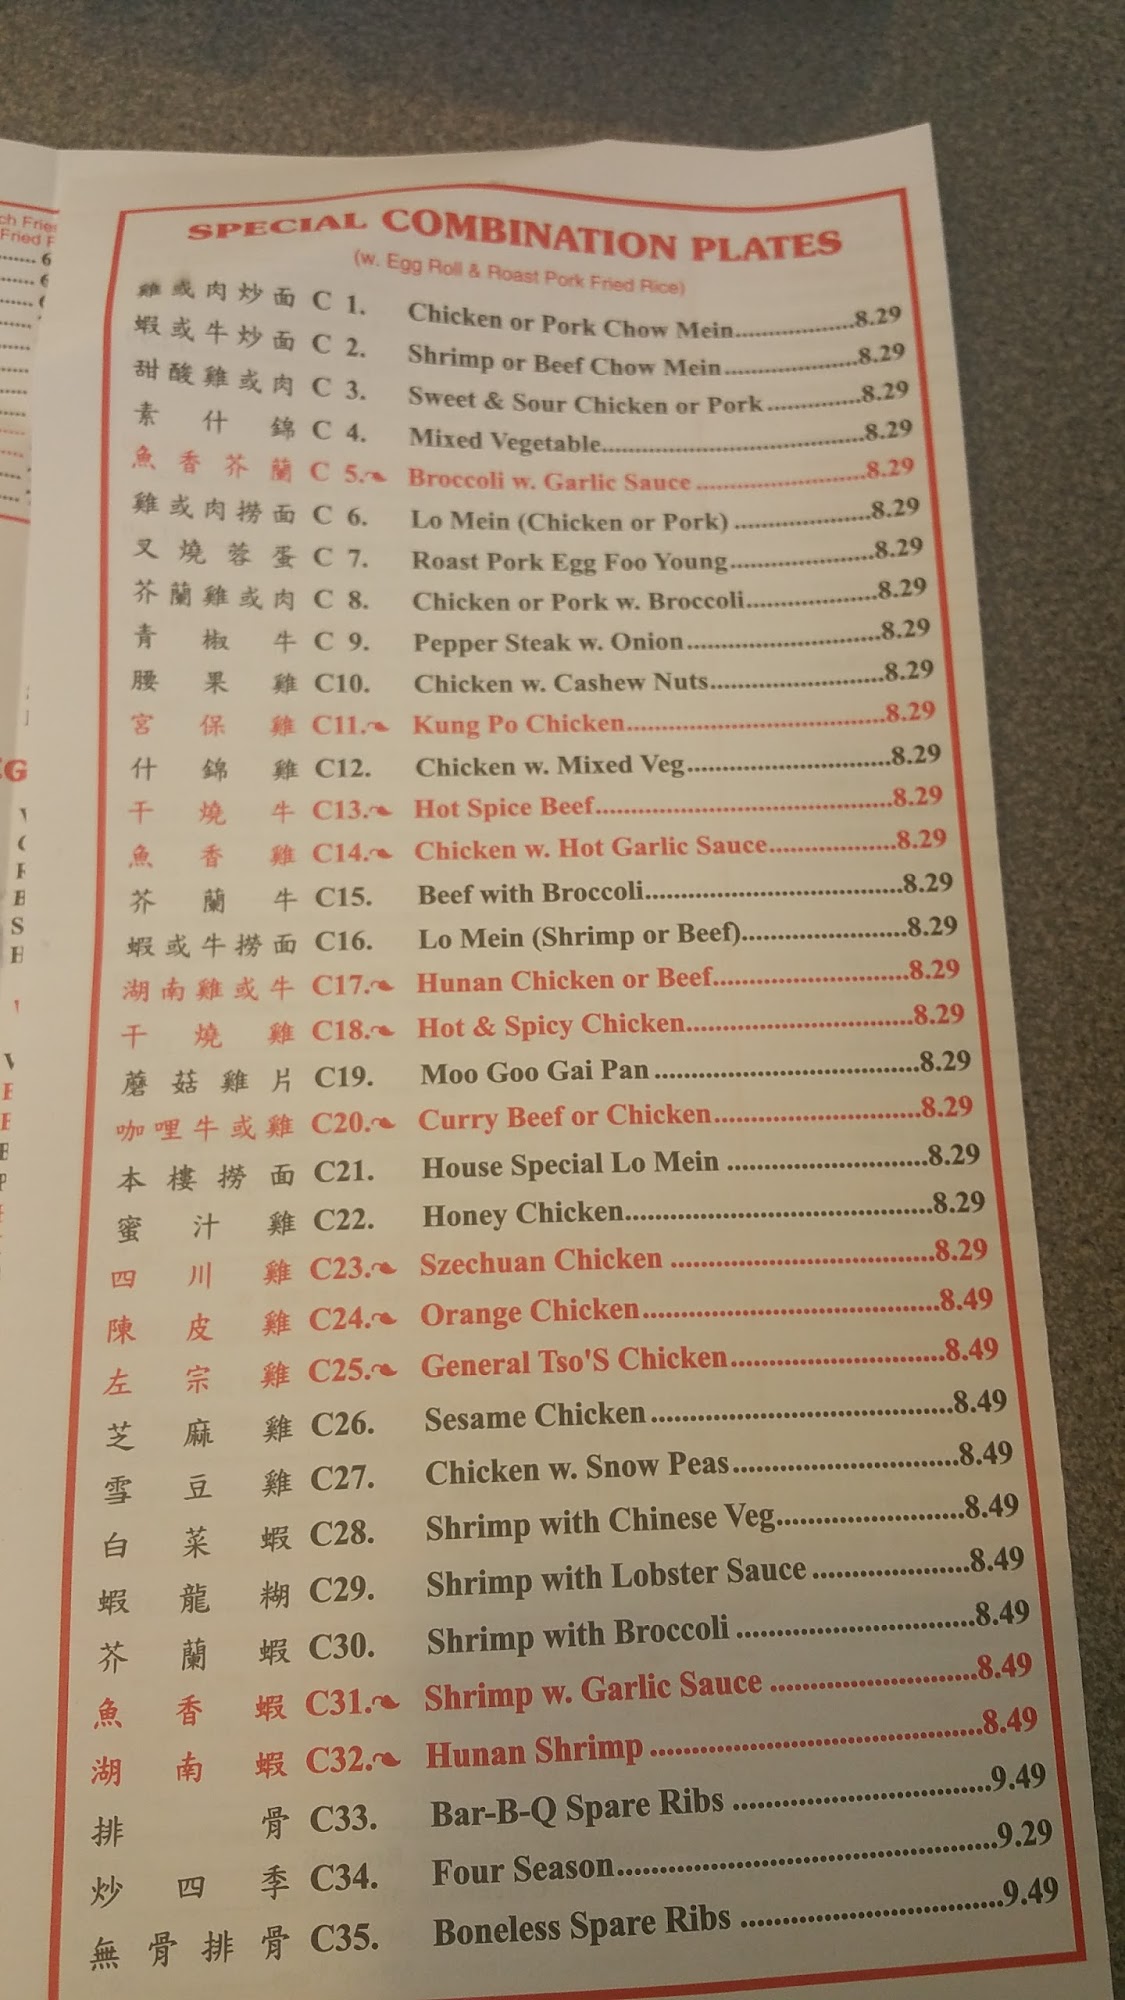 SPECIAL COMBINATION PLATES
(w. Egg Roll & Roast Pork Fried Rice)
雞或肉炒面 C 1. Chicken or Pork Chow Mein....................8.29
蝦或牛炒面 C 2. Shrimp or Beef Chow Mein......................8.29
甜酸雞或肉 C 3. Sweet & Sour Chicken or Pork...............8.29
素什錦 C 4. Mixed Vegetable..........................................8.29
魚香芥蘭 C 5. Broccoli w. Garlic Sauce..........................8.29
雞或肉撈面 C 6. Lo Mein (Chicken or Pork).....................8.29
叉燒蓉蛋 C 7. Roast Pork Egg Foo Young......................8.29
芥蘭雞或肉 C 8. Chicken or Pork w. Broccoli....................8.29
青椒牛 C 9. Pepper Steak w. Onion..............................8.29
腰果雞 C10. Chicken w. Cashew Nuts...........................8.29
宮保雞 C11. Kung Po Chicken.......................................8.29
什錦雞 C12. Chicken w. Mixed Veg...............................8.29
干燒牛 C13. Hot Spice Beef............................................8.29
魚香雞 C14. Chicken w. Hot Garlic Sauce...................8.29
芥蘭牛 C15. Beef with Broccoli......................................8.29
蝦或牛撈面 C16. Lo Mein (Shrimp or Beef).........................8.29
湖南雞或牛 C17. Hunan Chicken or Beef.............................8.29
干燒雞 C18. Hot & Spicy Chicken..................................8.29
蘑菇雞片 C19. Moo Goo Gai Pan.......................................8.29
咖哩牛或雞 C20. Curry Beef or Chicken..............................8.29
本樓撈面 C21. House Special Lo Mein..............................8.29
蜜汁雞 C22. Honey Chicken.............................................8.29
四川雞 C23. Szechuan Chicken......................................8.29
陳皮雞 C24. Orange Chicken...........................................8.49
左宗雞 C25. General Tso'S Chicken...............................8.49
芝麻雞 C26. Sesame Chicken............................................8.49
雪豆雞 C27. Chicken w. Snow Peas................................8.49
白菜蝦 C28. Shrimp with Chinese Veg..........................8.49
蝦龍糊 C29. Shrimp with Lobster Sauce.....................8.49
芥蘭蝦 C30. Shrimp with Broccoli................................8.49
魚香蝦 C31. Shrimp w. Garlic Sauce...........................8.49
湖南蝦 C32. Hunan Shrimp.............................................8.49
排骨 C33. Bar-B-Q Spare Ribs..................................9.49
炒四季 C34. Four Season.................................................9.29
無骨排骨 C35. Boneless Spare Ribs..................................9.49